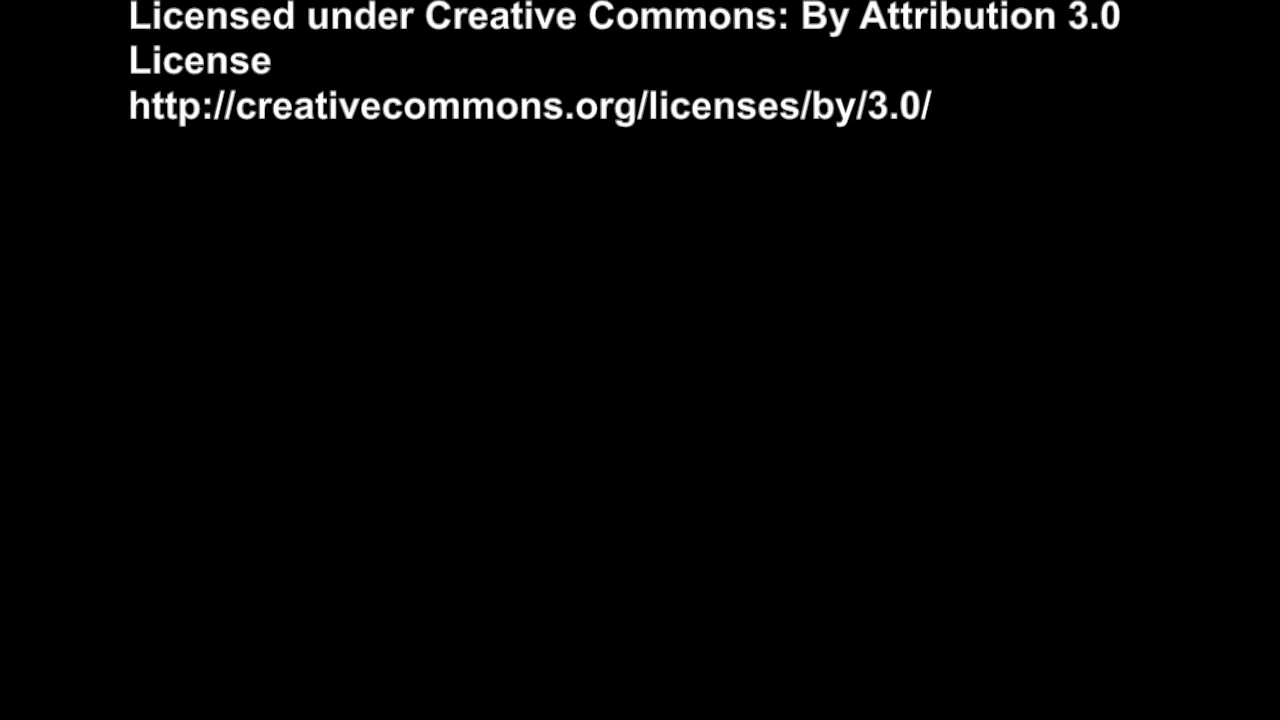 Licensed under Creative Commons: By Attribution 3.0
License
http://creativecommons.org/licenses/by/3.0/